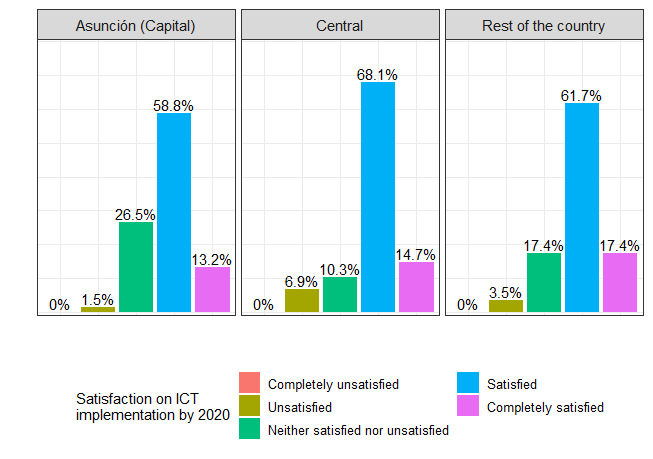 Asunción (Capital) Central Rest of the country
0% 1.5% 26.5% 58.8% 13.2%
0% 6.9% 10.3% 68.1% 14.7%
0% 3.5% 17.4% 61.7% 17.4%
Satisfaction on ICT
implementation by 2020
Completely unsatisfied
Unsatisfied
Neither satisfied nor unsatisfied
Satisfied
Completely satisfied